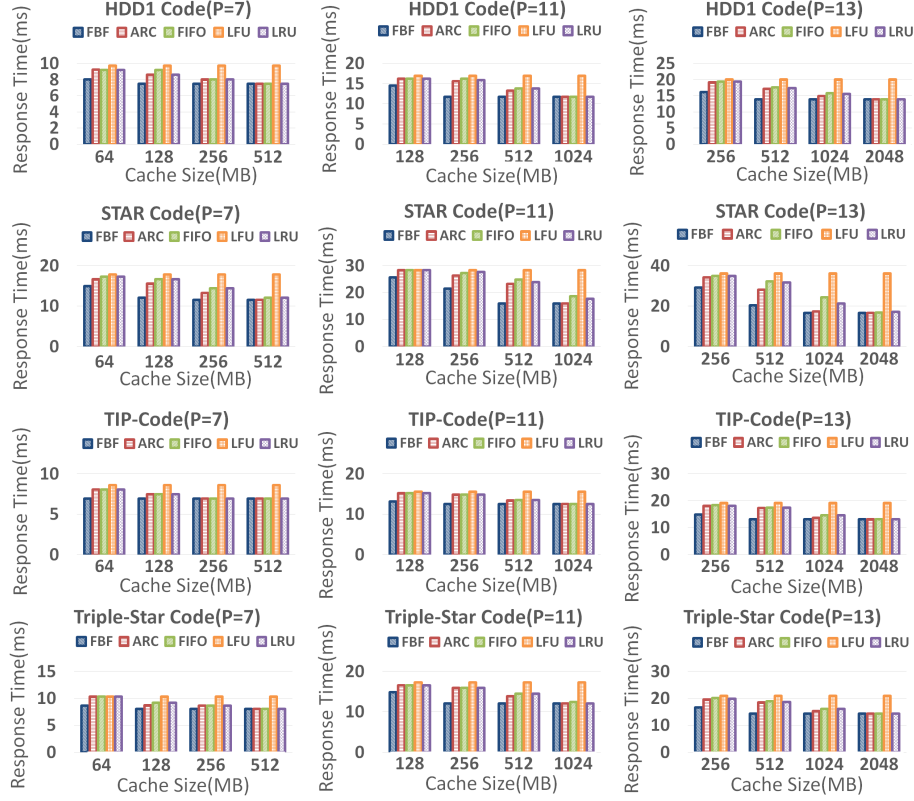 HDD1 Code(P=7)
FBF ARC FIFO LFU LRU
Response Time(ms)
10
8
6
4
2
0
64 128 256 512
Cache Size(MB)
HDD1 Code(P=11)
FBF ARC FIFO LFU LRU
Response Time(ms)
20
15
10
5
0
128 256 512 1024
Cache Size(MB)
HDD1 Code(P=13)
FBF ARC FIFO LFU LRU
Response Time(ms)
25
20
15
10
5
0
256 512 1024 2048
Cache Size(MB)
STAR Code(P=7)
FBF ARC FIFO LFU LRU
Response Time(ms)
20
10
0
64 128 256 512
Cache Size(MB)
STAR Code(P=11)
FBF ARC FIFO LFU LRU
Response Time(ms)
30
20
10
0
128 256 512 1024
Cache Size(MB)
STAR Code(P=13)
FBF ARC FIFO LFU LRU
Response Time(ms)
40
20
0
256 512 1024 2048
Cache Size(MB)
TIP-Code(P=7)
FBF ARC FIFO LFU LRU
Response Time(ms)
10
5
0
64 128 256 512
Cache Size(MB)
TIP-Code(P=11)
FBF ARC FIFO LFU LRU
Response Time(ms)
20
10
0
128 256 512 1024
Cache Size(MB)
TIP-Code(P=13)
FBF ARC FIFO LFU LRU
Response Time(ms)
30
20
10
0
256 512 1024 2048
Cache Size(MB)
Triple-Star Code(P=7)
FBF ARC FIFO LFU LRU
Response Time(ms)
15
10
5
0
64 128 256 512
Cache Size(MB)
Triple-Star Code(P=11)
FBF ARC FIFO LFU LRU
Response Time(ms)
20
10
0
128 256 512 1024
Cache Size(MB)
Triple-Star Code(P=13)
FBF ARC FIFO LFU LRU
Response Time(ms)
30
20
10
0
256 512 1024 2048
Cache Size(MB)